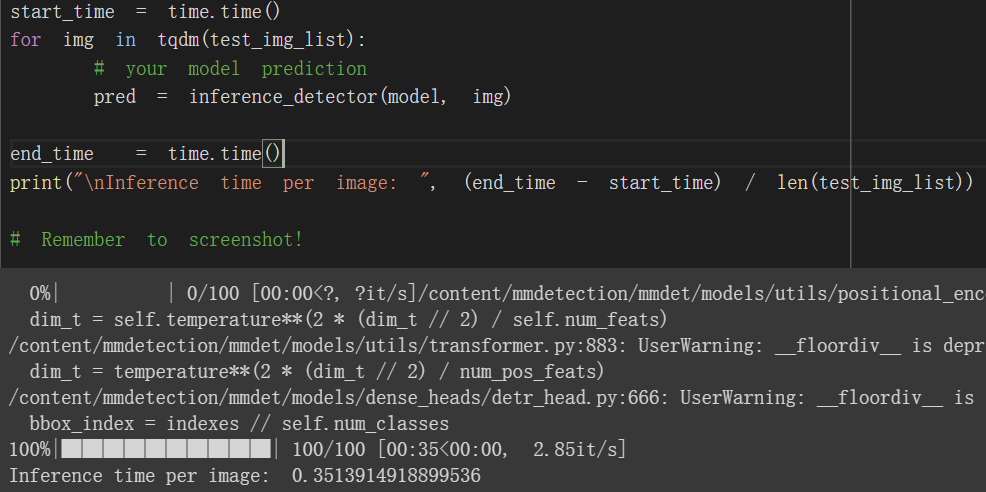 start_time = time.time()
for img in tqdm(test_img_list):
# your model prediction
pred = inference_detector(model, img)
end_time = time.time()
print("\nInference time per image: ", (end_time - start_time) / len(test_img_list))
# Remember to screenshot!
0%| | 0/100 [00:00<?, ?it/s]/content/mmdetection/mmdet/models/utils/positional_enc
dim_t = self.temperature**(2 * (dim_t // 2) / self.num_feats)
/content/mmdetection/mmdet/models/utils/transformer.py:883: UserWarning: __floordiv__ is depr
dim_t = temperature**(2 * (dim_t // 2) / num_pos_feats)
/content/mmdetection/mmdet/models/dense_heads/detr_head.py:666: UserWarning: __floordiv__ is
bbox_index = indexes // self.num_classes
100%|██████████| 100/100 [00:35<00:00, 2.85it/s]
Inference time per image: 0.3513914918899536